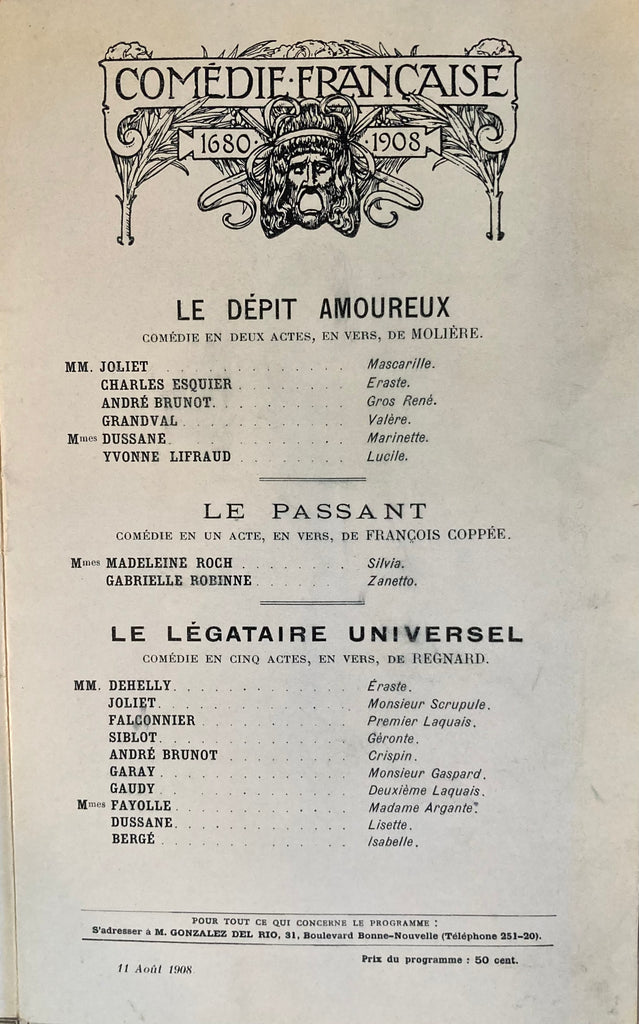 COMÉDIE·FRANÇAISE
1680· ·1908
LE DÉPIT AMOUREUX
COMÉDIE EN DEUX ACTES, EN VERS, DE MOLIÈRE.
MM. JOLIET . . . . . . . . . . . . Mascarille.
CHARLES ESQUIER . . . . . . . Eraste.
ANDRÉ BRUNOT. . . . . . . . . Gros René.
GRANDVAL . . . . . . . . . . . Valère.
Mmes DUSSANE. . . . . . . . . . . . Marinette.
YVONNE LIFRAUD . . . . . . . Lucile.
LE PASSANT
COMÉDIE EN UN ACTE, EN VERS, DE FRANÇOIS COPPÉE.
Mmes MADELEINE ROCH . . . . . . . Silvia.
GABRIELLE ROBINNE . . . . . . Zanetto.
LE LÉGATAIRE UNIVERSEL
COMÉDIE EN CINQ ACTES, EN VERS, DE REGNARD.
MM. DEHELLY. . . . . . . . . . . . Éraste.
JOLIET. . . . . . . . . . . . . Monsieur Scrupule.
FALCONNIER . . . . . . . . . . Premier Laquais.
SIBLOT. . . . . . . . . . . . . Géronte.
ANDRÉ BRUNOT . . . . . . . . Crispin.
GARAY. . . . . . . . . . . . . Monsieur Gaspard.
GAUDY . . . . . . . . . . . . Deuxième Laquais.
Mmes FAYOLLE . . . . . . . . . . . . Madame Argante.
DUSSANE. . . . . . . . . . . . Lisette.
BERGÉ . . . . . . . . . . . . . Isabelle.
POUR TOUT CE QUI CONCERNE LE PROGRAMME :
S'adresser à M. GONZALEZ DEL RIO, 31, Boulevard Bonne-Nouvelle (Téléphone 251-20).
Prix du programme : 50 cent.
11 Août 1908.